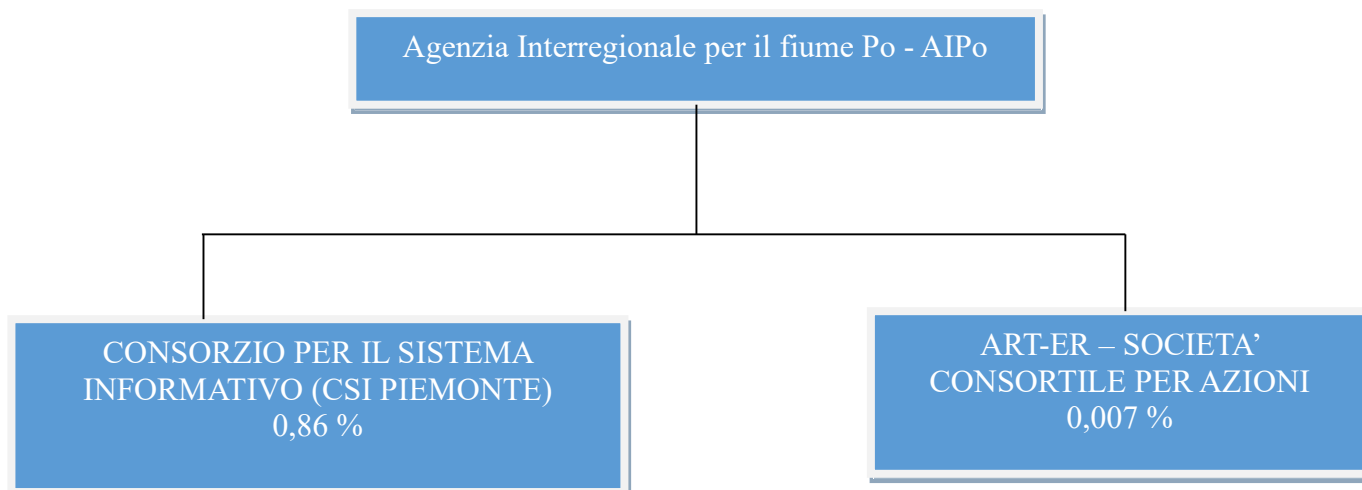 Agenzia Interregionale per il fiume Po - AIPo
CONSORZIO PER IL SISTEMA
INFORMATIVO (CSI PIEMONTE)
0,86 %
ART-ER – SOCIETA’
CONSORTILE PER AZIONI
0,007 %